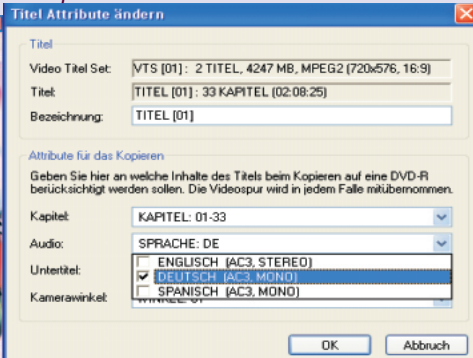 Titel Attribute ändern
Titel
Video Titel Set: VTS [01] : 2 TITEL, 4247 MB, MPEG2 (720x576, 16:9)
Titel: TITEL [01] : 33 KAPITEL (02:08:25)
Bezeichnung: TITEL [01]
Attribute für das Kopieren
Geben Sie hier an welche Inhalte des Titels beim Kopieren auf eine DVD-R
berücksichtigt werden sollen. Die Videospur wird in jedem Falle mitübernommen.
Kapitel: KAPITEL: 01-33
Audio: SPRACHE: DE
ENGLISCH (AC3, STEREO)
Untertitel: DEUTSCH (AC3, MONO)
SPANISCH (AC3, MONO)
Kamerawinkel:
OK Abbruch